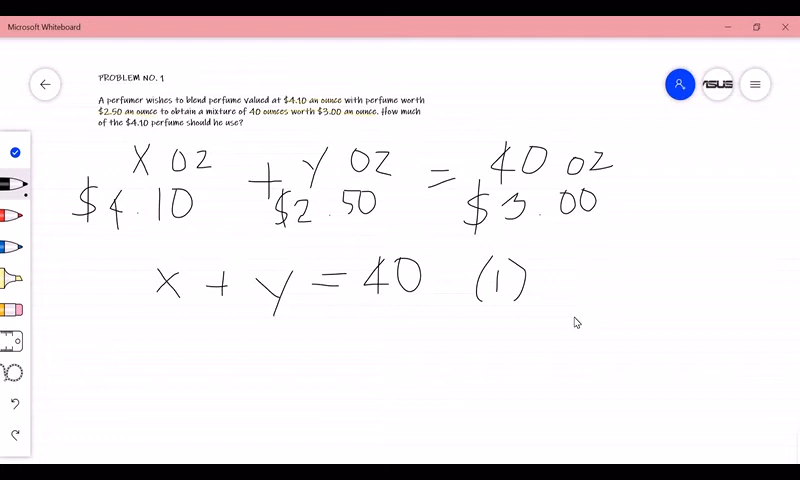 Microsoft Whiteboard
PROBLEM NO. 1
A perfumer wishes to blend perfume valued at $4.10 an ounce with perfume worth
$2.50 an ounce to obtain a mixture of 40 ounces worth $3.00 an ounce. How much
of the $4.10 perfume should he use?
ASUS
X OZ + Y OZ = 40 OZ
$4.10 $2.50 $3.00
x + y = 40 (1)